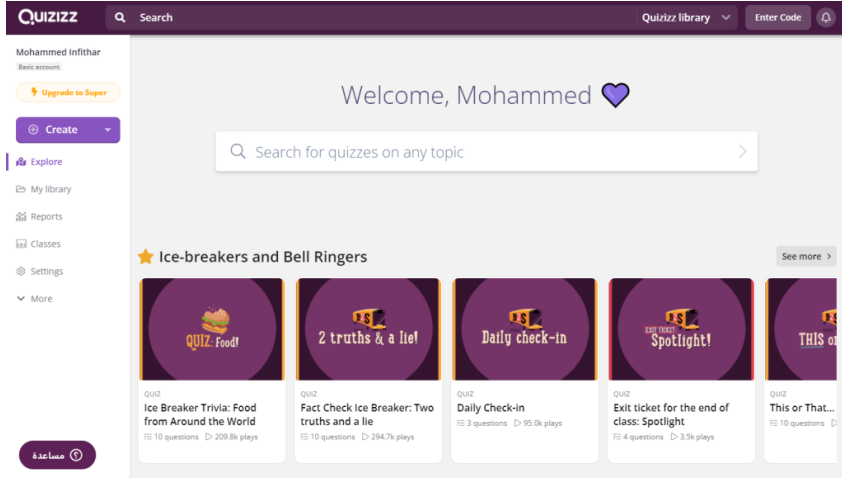 QUIZIZZ
Search
Quizizz library
Enter Code
Mohammed Infithar
Basic account
Upgrade to Super
Create
Explore
My library
Reports
Classes
Settings
More
مساعدة
Welcome, Mohammed
Search for quizzes on any topic
Ice-breakers and Bell Ringers
See more
QUIZ: Food!
QUIZ
Ice Breaker Trivia: Food
from Around the World
10 questions 209.8k plays
2 truths & a lie!
QUIZ
Fact Check Ice Breaker: Two
truths and a lie
10 questions 294.7k plays
Daily check-in
QUIZ
Daily Check-in
3 questions 95.0k plays
EXIT TICKET
Spotlight!
QUIZ
Exit ticket for the end of
class: Spotlight
4 questions 3.5k plays
THIS
QUIZ
This or That...
10 questions